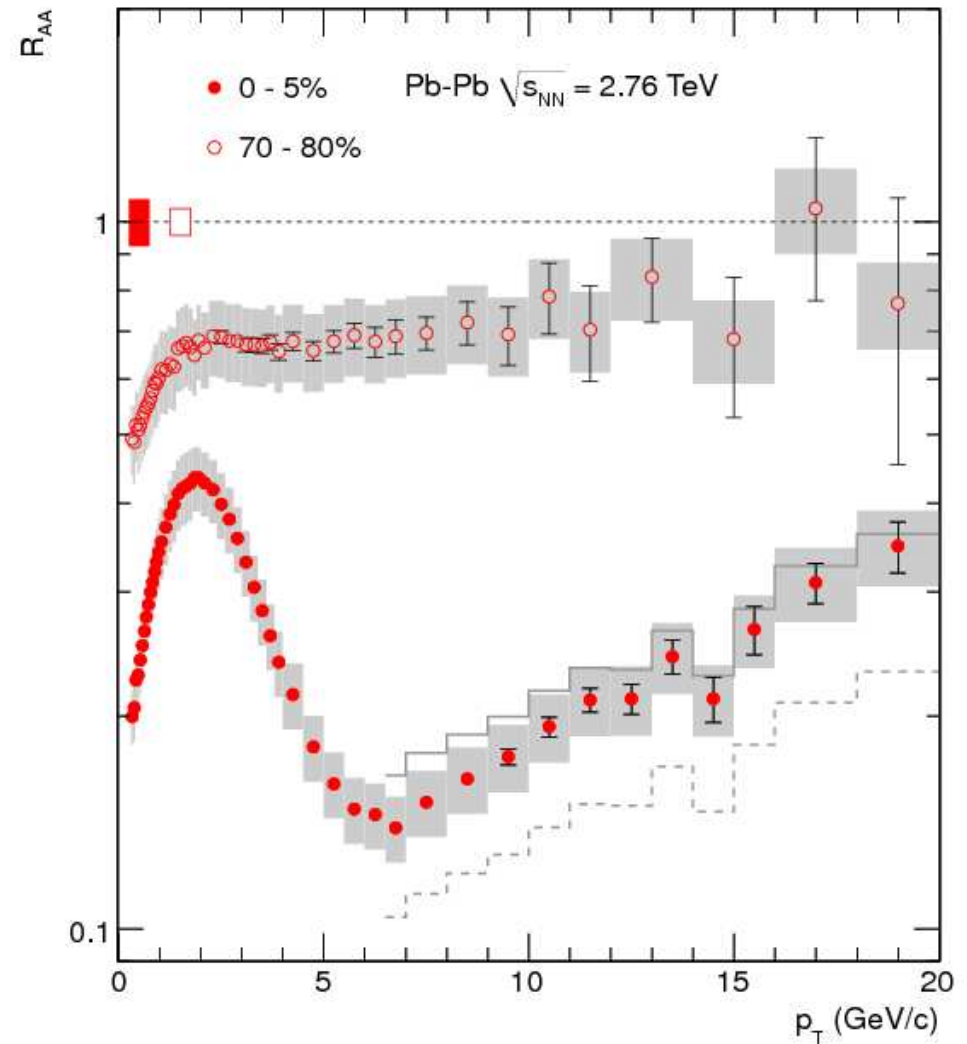 R_AA
0 - 5% Pb-Pb √s_NN = 2.76 TeV
70 - 80%
1
0.1
0 5 10 15 20
p_T (GeV/c)